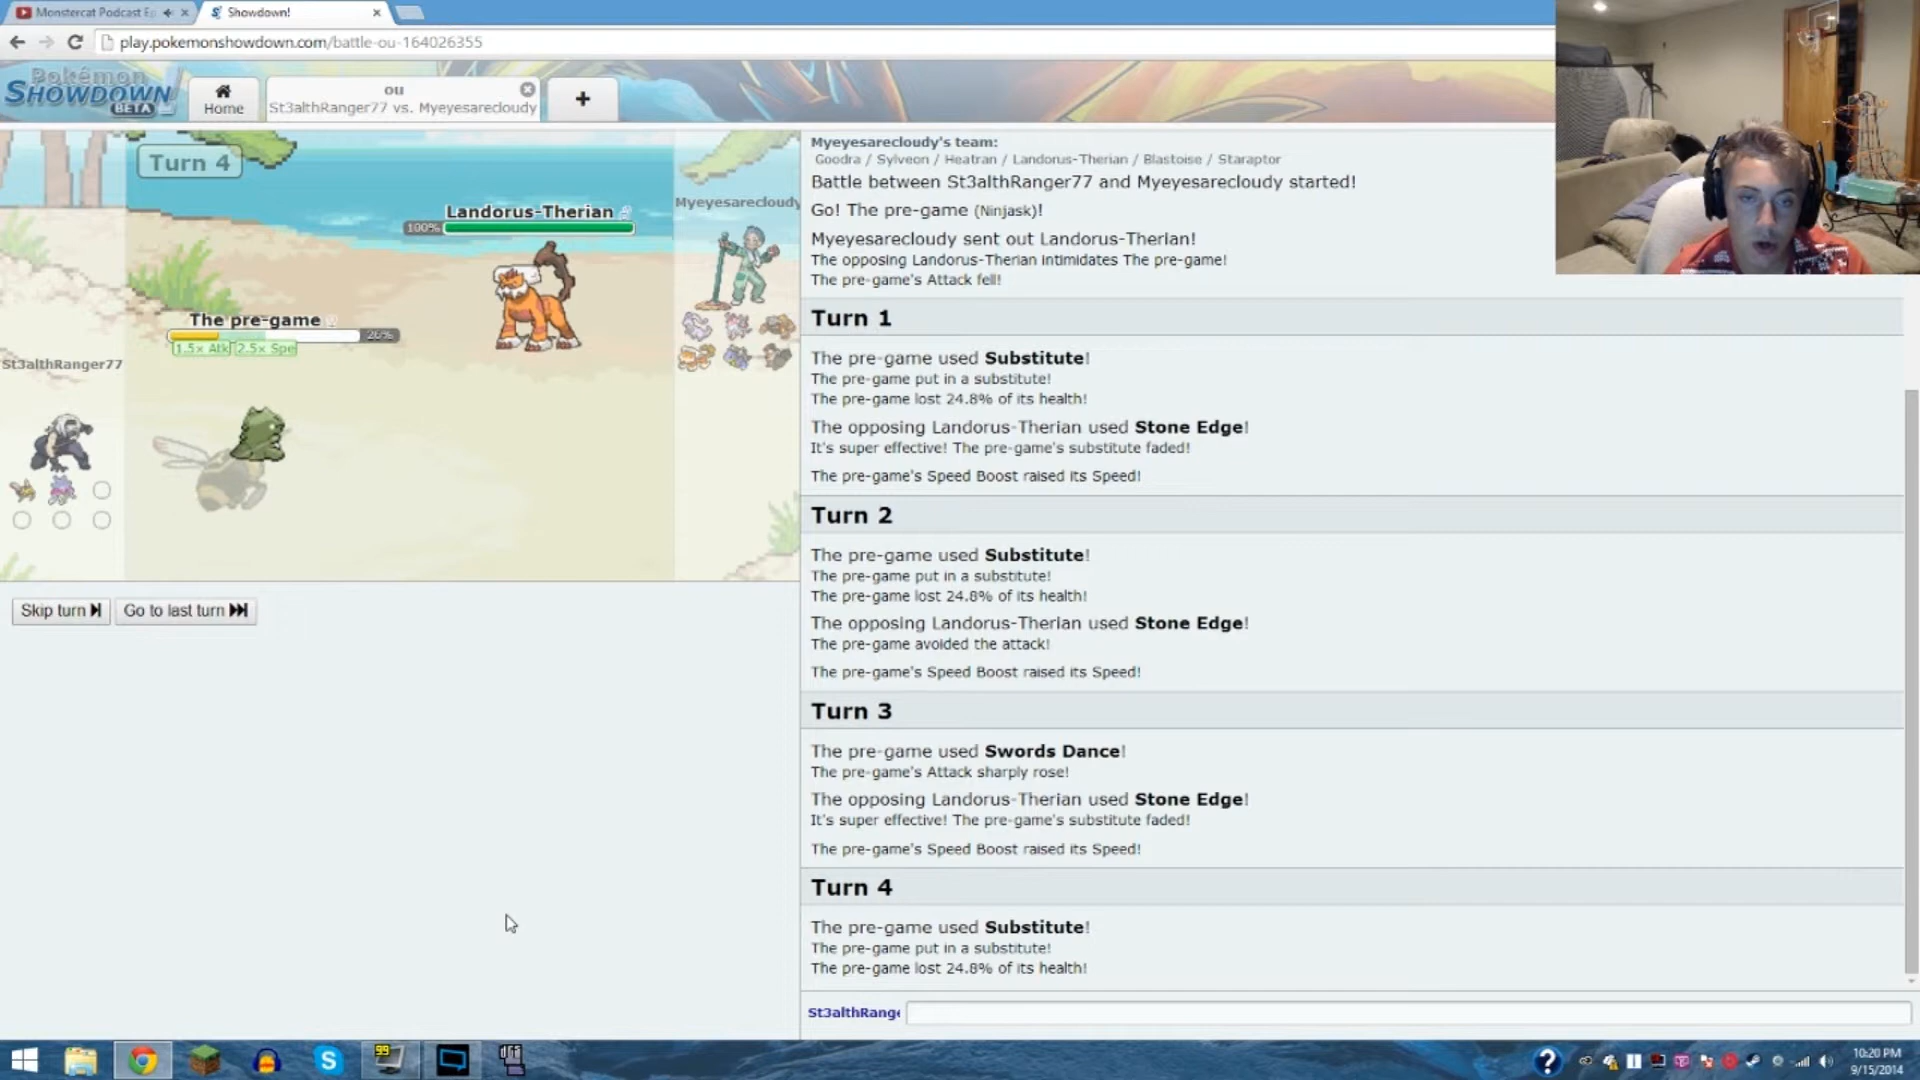 Monstercat Podcast Ep
Showdown!
play.pokemonshowdown.com/battle-ou-164026355
Pokémon
SHOWDOWN
BETA
Home
ou
St3althRanger77 vs. Myeyesarecloudy
+
Turn 4
Landorus-Therian
100%
Myeyesarecloudy
The pre-game
26%
1.5x Atk 2.5x Spe
St3althRanger77
Skip turn
Go to last turn
Myeyesarecloudy's team:
Goodra / Sylveon / Heatran / Landorus-Therian / Blastoise / Staraptor
Battle between St3althRanger77 and Myeyesarecloudy started!
Go! The pre-game (Ninjask)!
Myeyesarecloudy sent out Landorus-Therian!
The opposing Landorus-Therian intimidates The pre-game!
The pre-game's Attack fell!
Turn 1
The pre-game used Substitute!
The pre-game put in a substitute!
The pre-game lost 24.8% of its health!
The opposing Landorus-Therian used Stone Edge!
It's super effective! The pre-game's substitute faded!
The pre-game's Speed Boost raised its Speed!
Turn 2
The pre-game used Substitute!
The pre-game put in a substitute!
The pre-game lost 24.8% of its health!
The opposing Landorus-Therian used Stone Edge!
The pre-game avoided the attack!
The pre-game's Speed Boost raised its Speed!
Turn 3
The pre-game used Swords Dance!
The pre-game's Attack sharply rose!
The opposing Landorus-Therian used Stone Edge!
It's super effective! The pre-game's substitute faded!
The pre-game's Speed Boost raised its Speed!
Turn 4
The pre-game used Substitute!
The pre-game put in a substitute!
The pre-game lost 24.8% of its health!
St3althRange
99
10:20 PM
9/15/2014